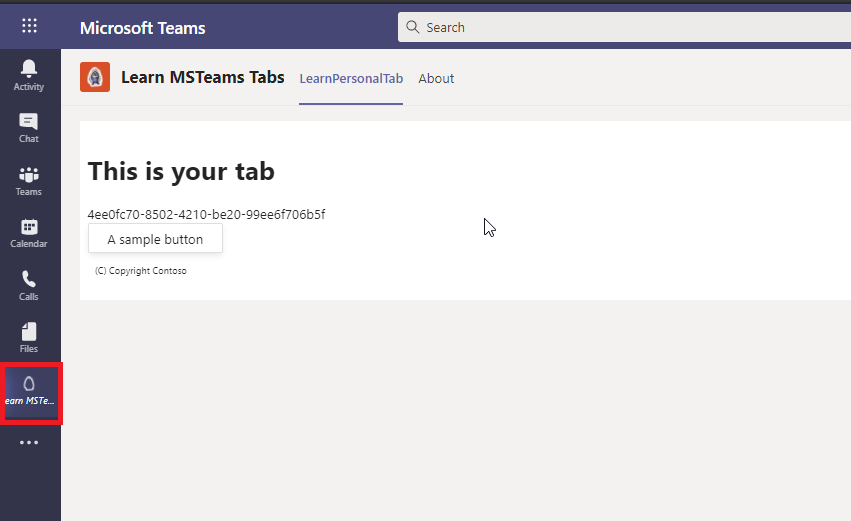 Microsoft Teams
Search
Activity
Chat
Teams
Calendar
Calls
Files
earn MSTe...
Learn MSTeams Tabs LearnPersonalTab About
This is your tab
4ee0fc70-8502-4210-be20-99ee6f706b5f
A sample button
(C) Copyright Contoso